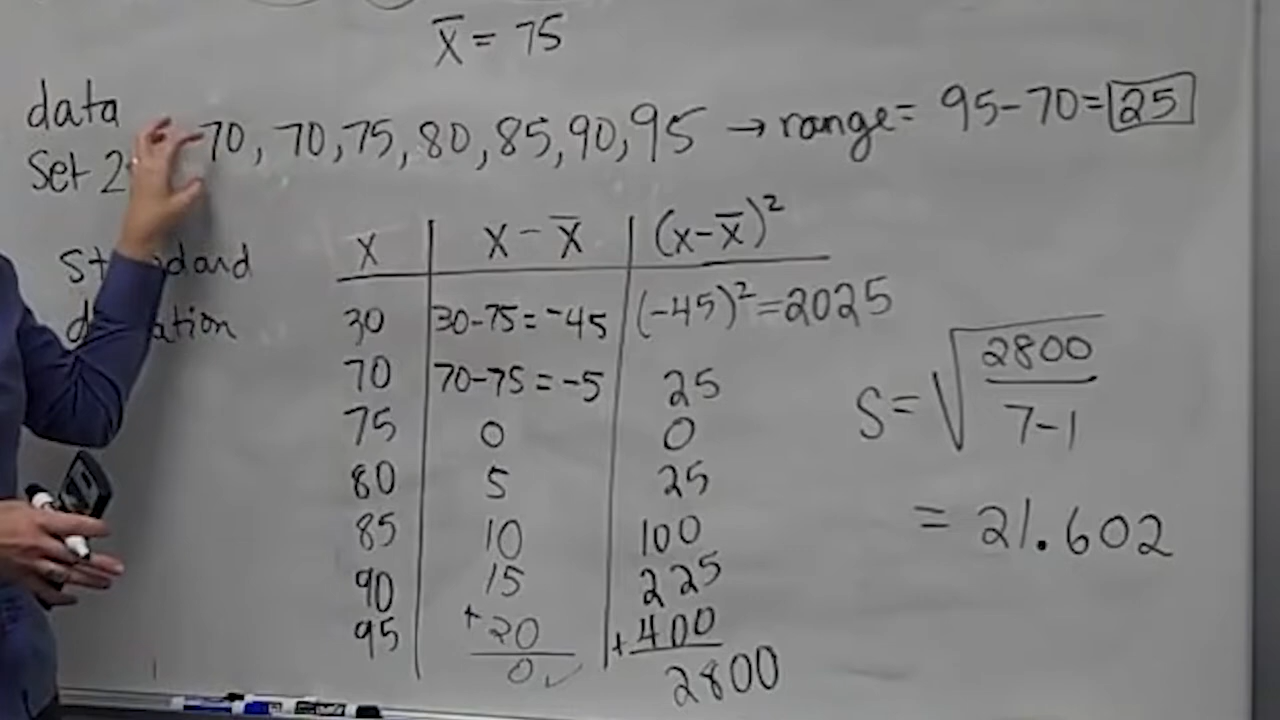 x̄ = 75
data
Set 2
70, 70, 75, 80, 85, 90, 95 → range = 95-70 = 25
x | x - x̄ | (x-x̄)²
30 | 30-75 = -45 | (-45)² = 2025
70 | 70-75 = -5 | 25
75 | 0 | 0
80 | 5 | 25
85 | 10 | 100
90 | 15 | 225
95 | +20 | +400
0 ✓ | 2800
S = √(2800/7-1)
= 21.602